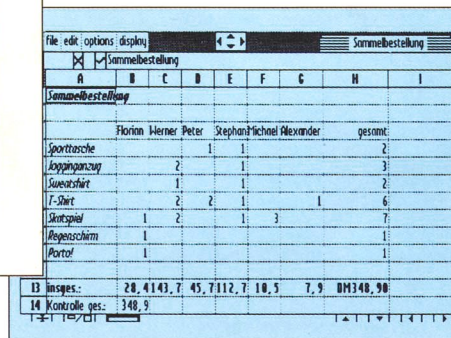 file edit options display Sammelbestellung
Sammelbestellung
A B C D E F G H I
Sammelbestellung
Florian Werner Peter Stephan Michael Alexander gesamt
Sporttasche 1 1 2
Jogginganzug 2 1 3
Sweatshirt 1 1 2
T-Shirt 2 2 1 1 6
Skatspiel 1 2 1 3 7
Regenschirm 1 1
Porto! 1 1
13 insges.: 28,4 143,7 45,7 112,7 10,5 7,9 DM348,90
14 Kontrolle ges.: 348,9